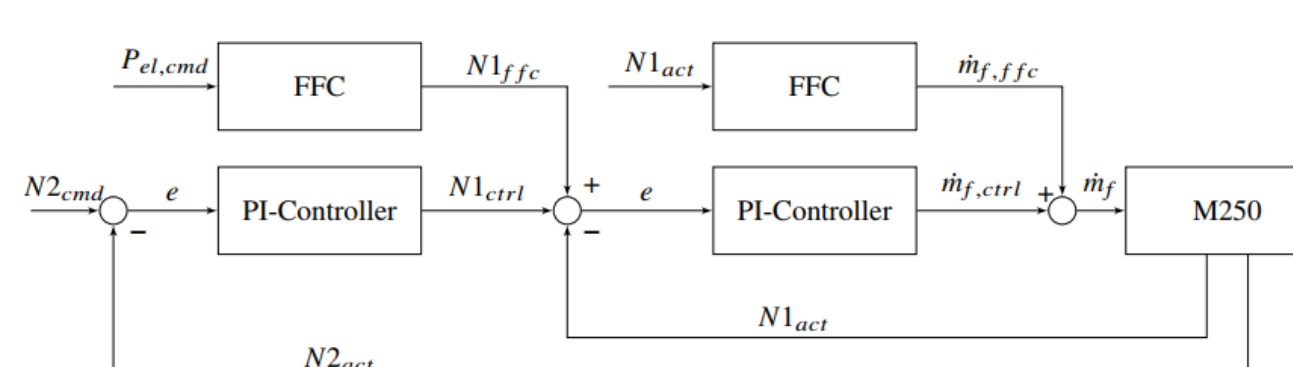 P_el,cmd FFC N1_ffc N1_act FFC ṁ_f,ffc
N2_cmd e PI-Controller N1_ctrl + e PI-Controller ṁ_f,ctrl + ṁ_f M250
− −
N1_act
N2_act